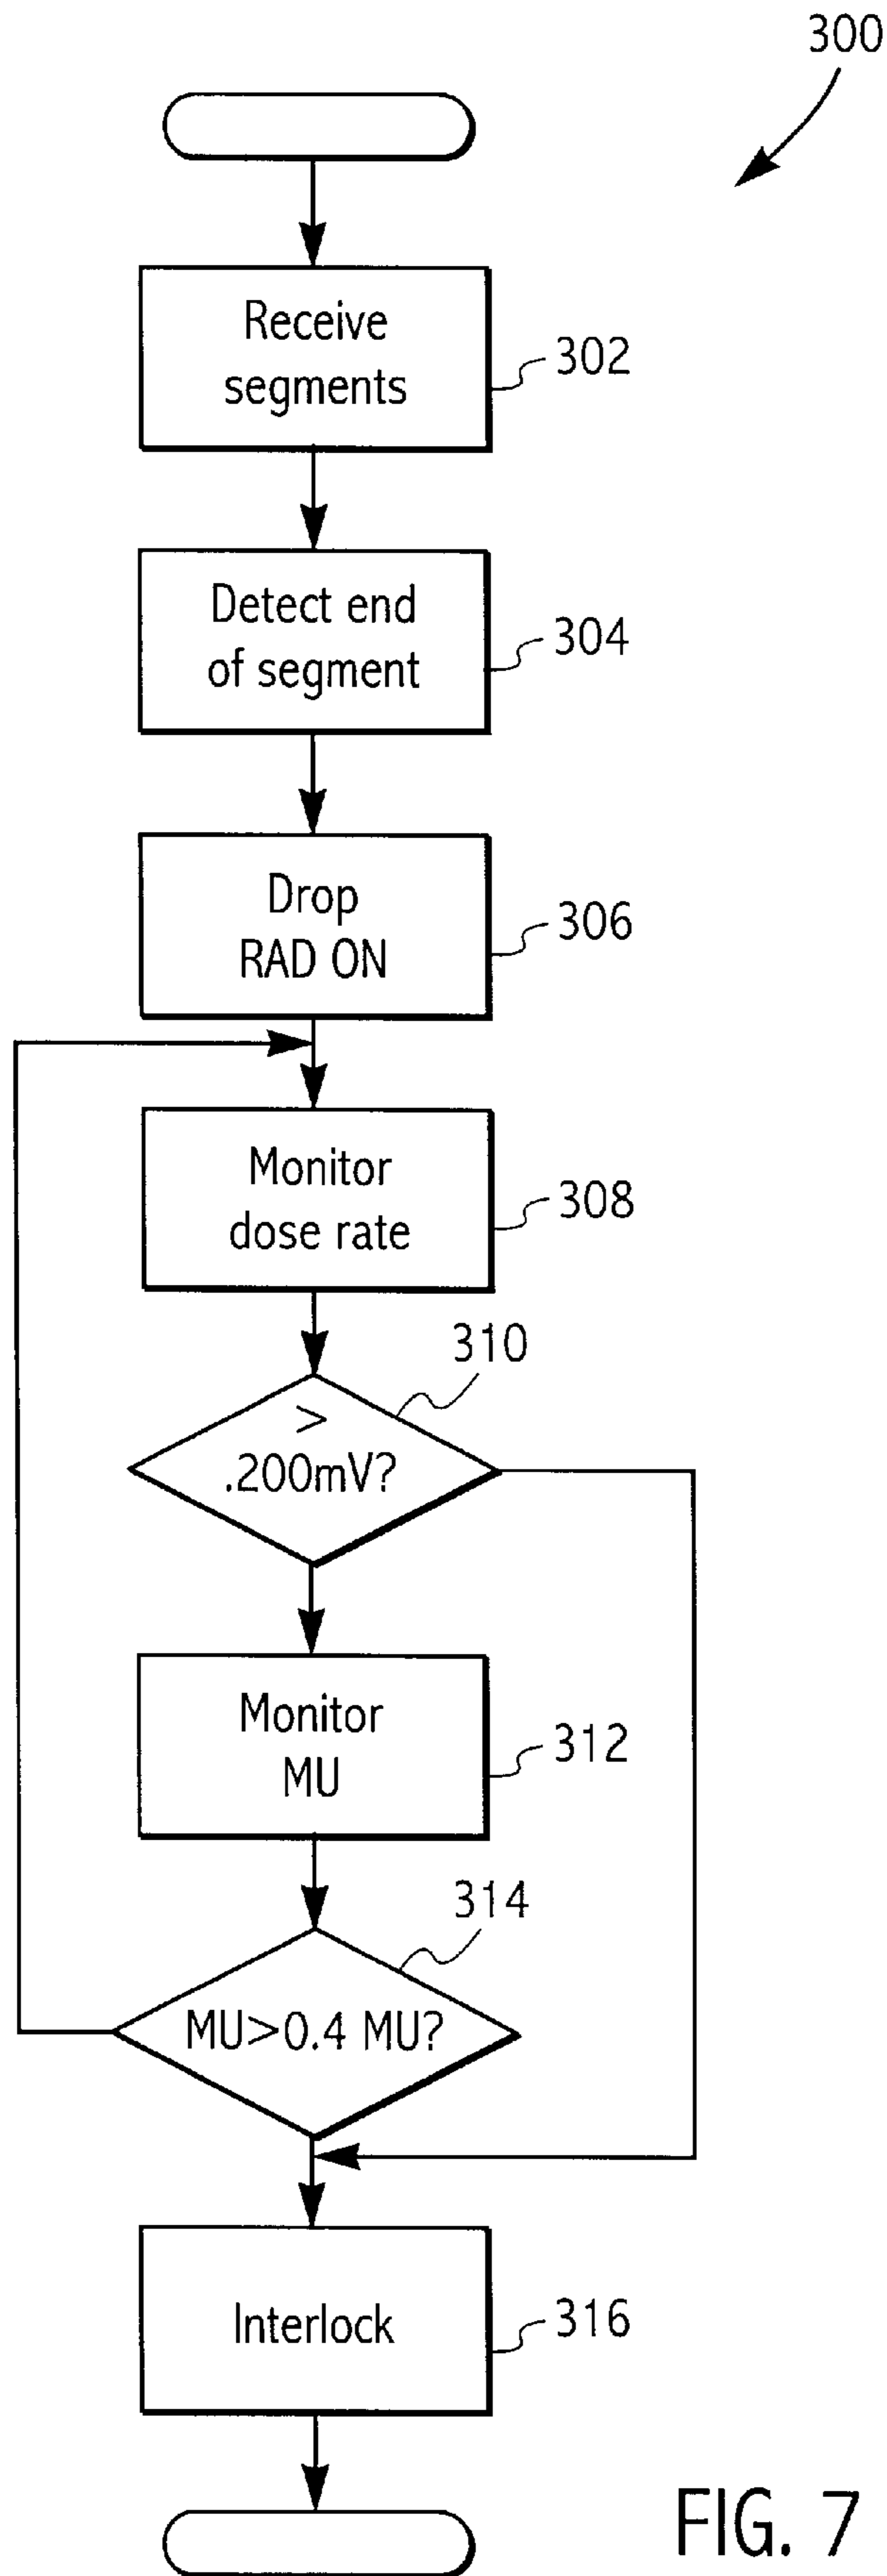 300
Receive
segments
302
Detect end
of segment
304
Drop
RAD ON
306
Monitor
dose rate
308
310
>
.200mV?
Monitor
MU
312
314
MU>0.4 MU?
Interlock
316
FIG. 7